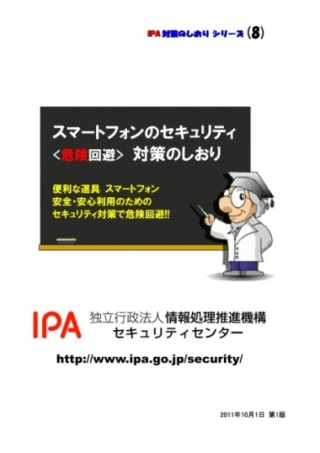 IPA 対策のしおり シリーズ (8)
スマートフォンのセキュリティ
<危険回避> 対策のしおり
便利な道具 スマートフォン
安全・安心利用のための
セキュリティ対策で危険回避!!
IPA 独立行政法人 情報処理推進機構
セキュリティセンター
http://www.ipa.go.jp/security/
2011年10月1日 第1版